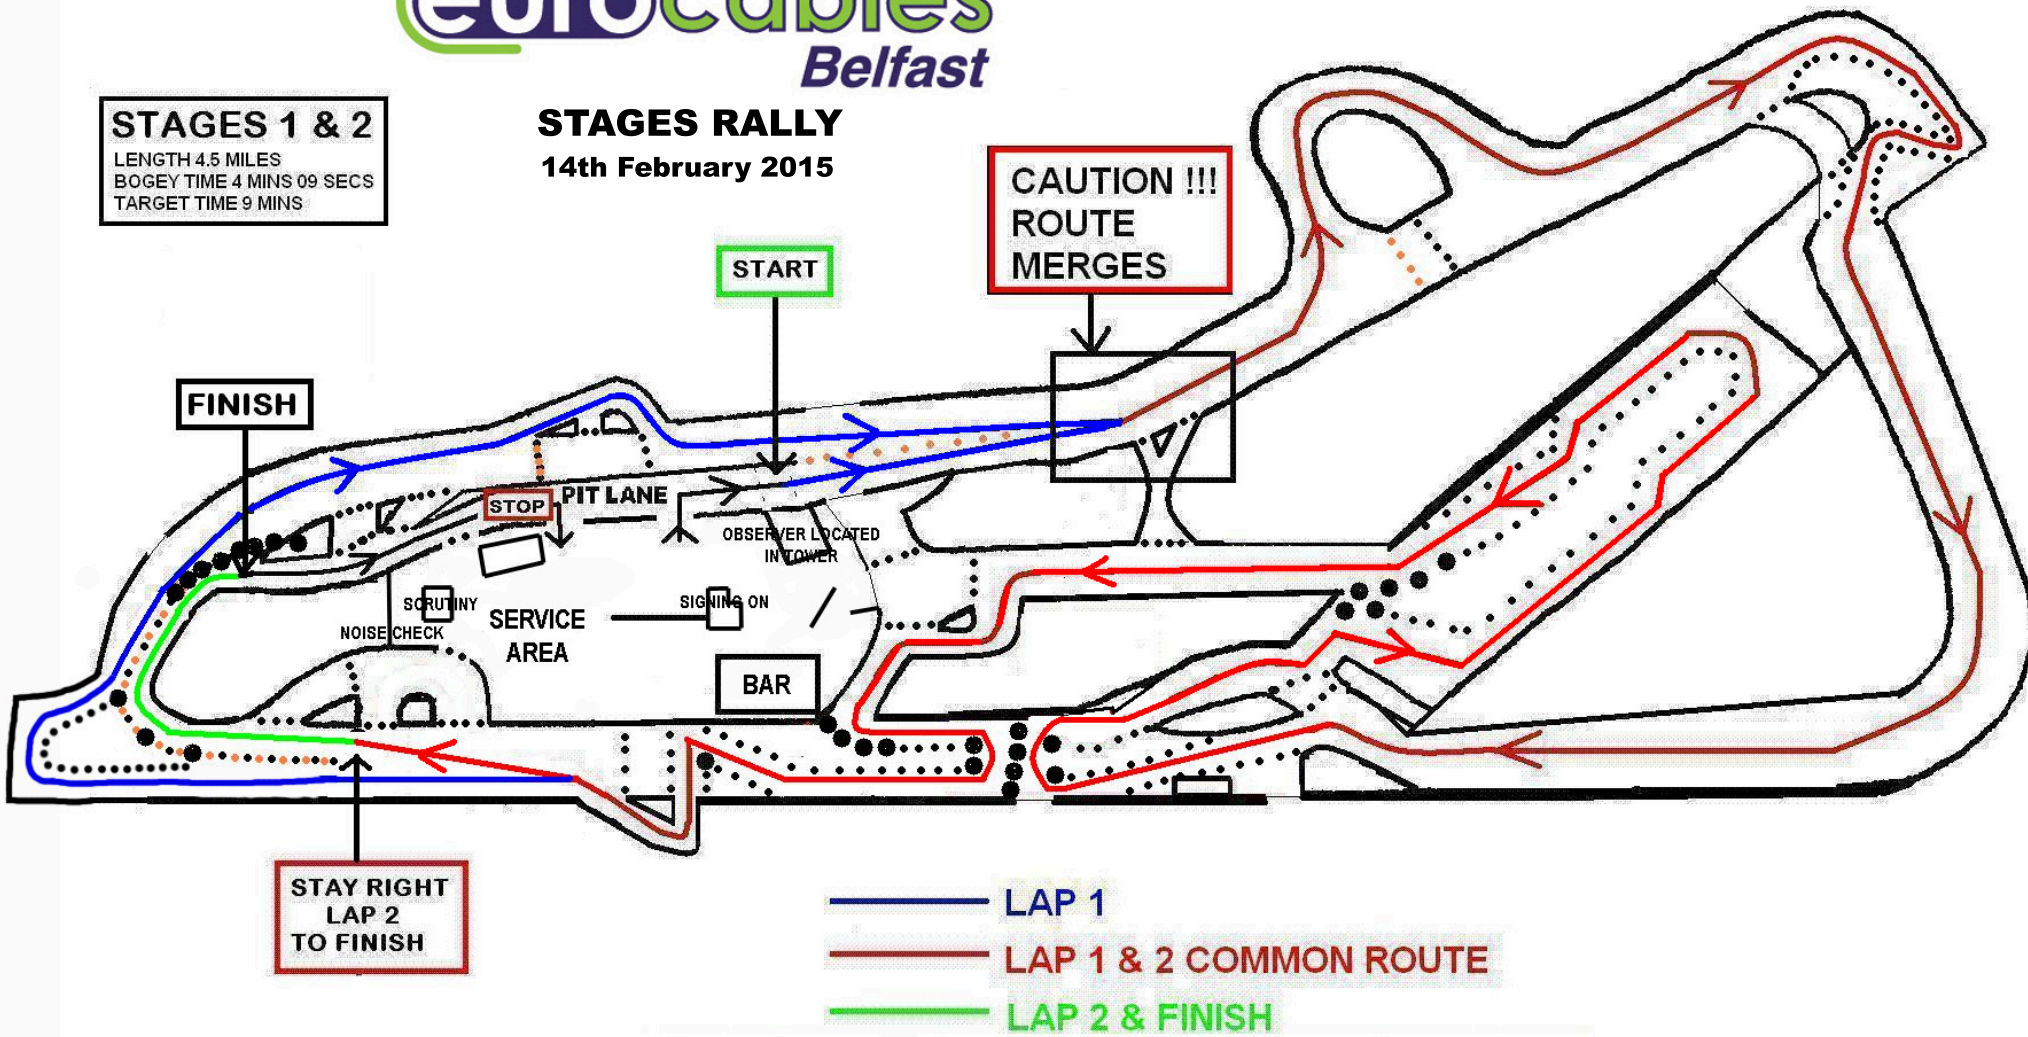 eurocables
Belfast
STAGES RALLY
14th February 2015
STAGES 1 & 2
LENGTH 4.5 MILES
BOGEY TIME 4 MINS 09 SECS
TARGET TIME 9 MINS
CAUTION !!!
ROUTE
MERGES
START
FINISH
STOP
PIT LANE
OBSERVER LOCATED
IN TOWER
SCRUTINY
SIGNING ON
NOISE CHECK
SERVICE
AREA
BAR
STAY RIGHT
LAP 2
TO FINISH
LAP 1
LAP 1 & 2 COMMON ROUTE
LAP 2 & FINISH